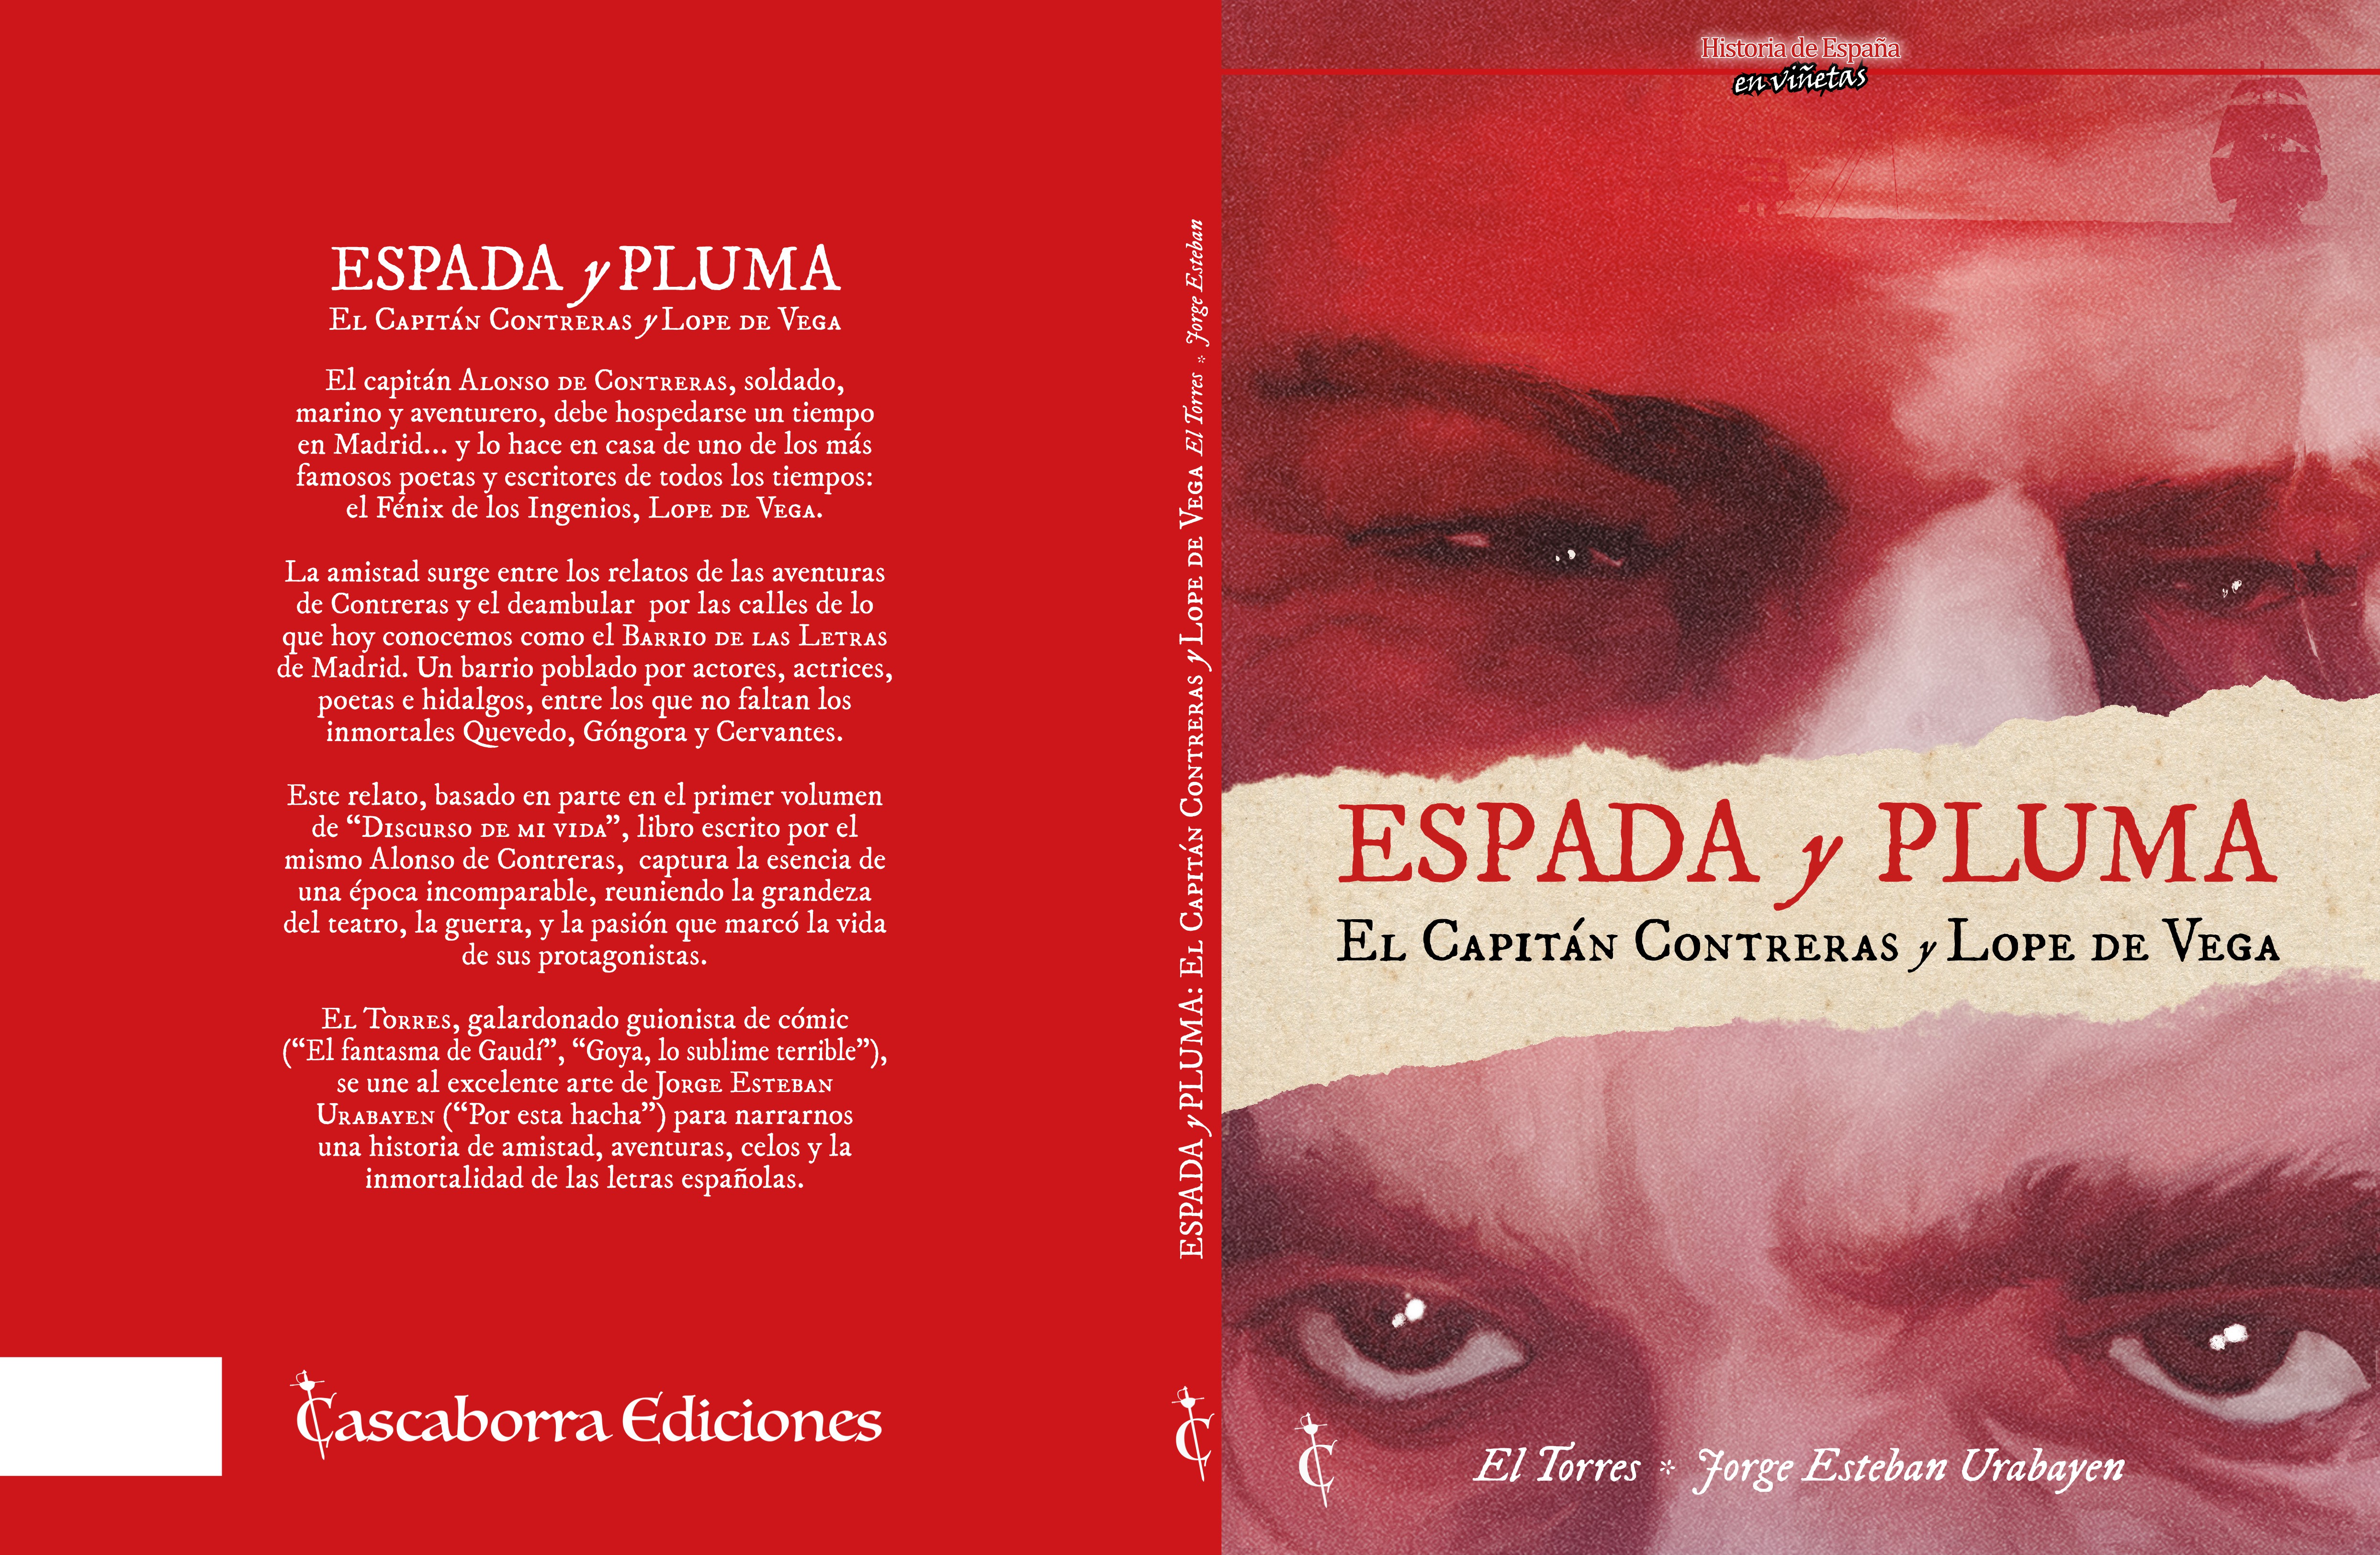 ESPADA y PLUMA
El Capitán Contreras y Lope de Vega
El capitán Alonso de Contreras, soldado,
marino y aventurero, debe hospedarse un tiempo
en Madrid... y lo hace en casa de uno de los más
famosos poetas y escritores de todos los tiempos:
el Fénix de los Ingenios, Lope de Vega.
La amistad surge entre los relatos de las aventuras
de Contreras y el deambular por las calles de lo
que hoy conocemos como el Barrio de las Letras
de Madrid. Un barrio poblado por actores, actrices,
poetas e hidalgos, entre los que no faltan los
inmortales Quevedo, Góngora y Cervantes.
Este relato, basado en parte en el primer volumen
de “Discurso de mi vida”, libro escrito por el
mismo Alonso de Contreras, captura la esencia de
una época incomparable, reuniendo la grandeza
del teatro, la guerra, y la pasión que marcó la vida
de sus protagonistas.
El Torres, galardonado guionista de cómic
(“El fantasma de Gaudí”, “Goya, lo sublime terrible”),
se une al excelente arte de Jorge Esteban
Urabayen (“Por esta hacha”) para narrarnos
una historia de amistad, aventuras, celos y la
inmortalidad de las letras españolas.
Cascaborra Ediciones
ESPADA y PLUMA: El Capitán Contreras y Lope de Vega El Torres * Jorge Esteban
C
Historia de España
en viñetas
ESPADA y PLUMA
El Capitán Contreras y Lope de Vega
C
El Torres * Jorge Esteban Urabayen